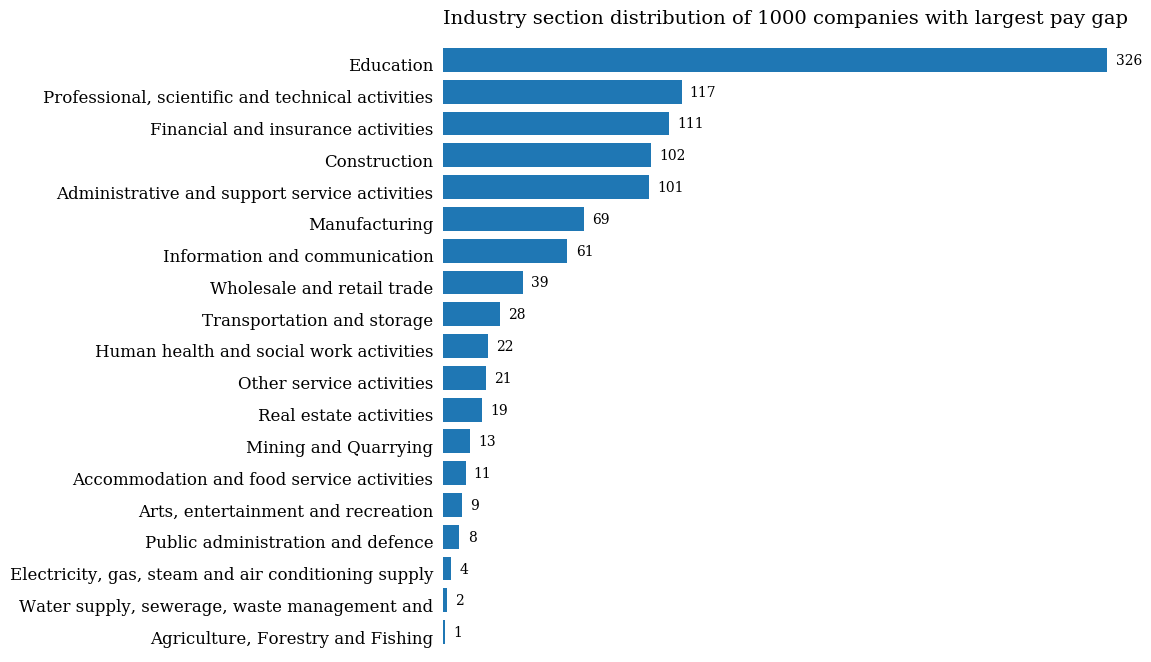 Industry section distribution of 1000 companies with largest pay gap
Education 326
Professional, scientific and technical activities 117
Financial and insurance activities 111
Construction 102
Administrative and support service activities 101
Manufacturing 69
Information and communication 61
Wholesale and retail trade 39
Transportation and storage 28
Human health and social work activities 22
Other service activities 21
Real estate activities 19
Mining and Quarrying 13
Accommodation and food service activities 11
Arts, entertainment and recreation 9
Public administration and defence 8
Electricity, gas, steam and air conditioning supply 4
Water supply, sewerage, waste management and 2
Agriculture, Forestry and Fishing 1